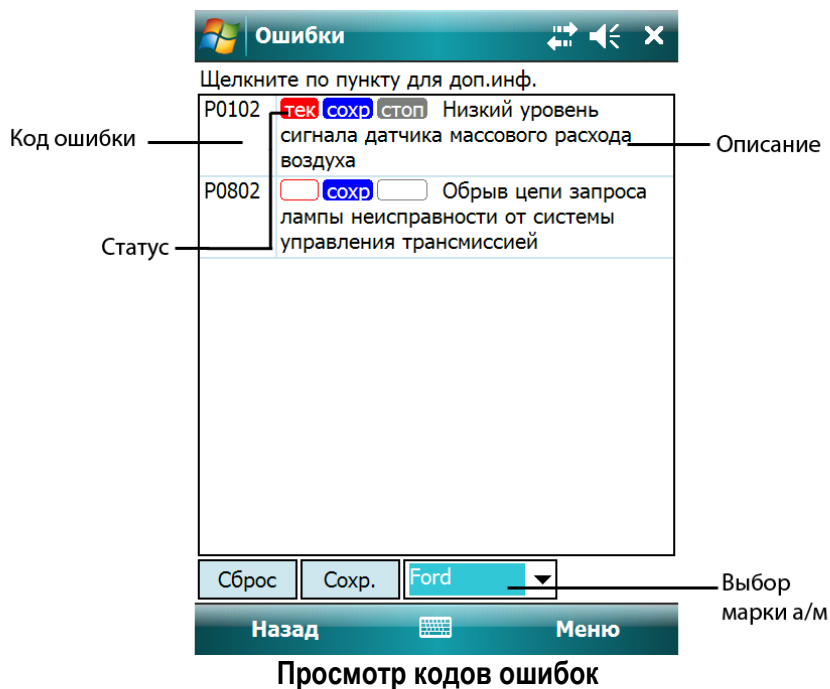 Ошибки
Щелкните по пункту для доп.инф.
P0102 тек сохр стоп Низкий уровень
сигнала датчика массового расхода
воздуха
Код ошибки
Описание
P0802 сохр Обрыв цепи запроса
лампы неисправности от системы
управления трансмиссией
Статус
Сброс Сохр. Ford
Выбор
марки а/м
Назад Меню
Просмотр кодов ошибок